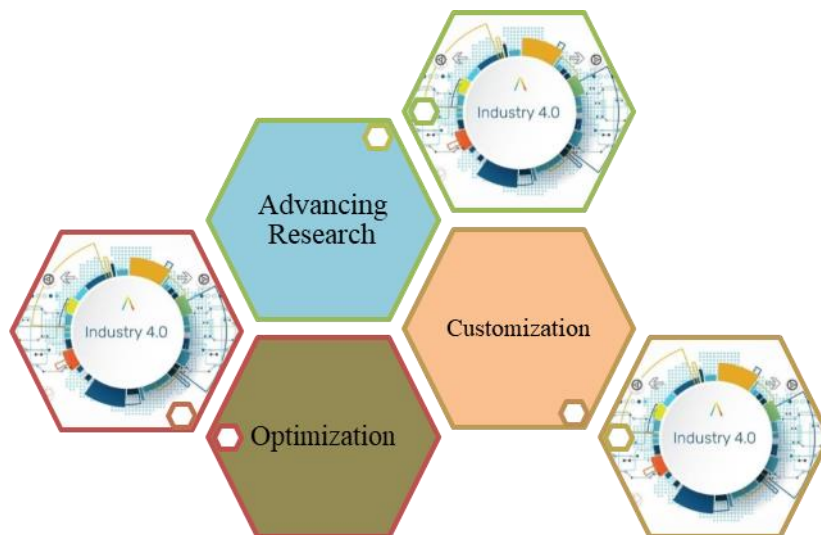 Industry 4.0
Advancing
Research
Industry 4.0
Customization
Optimization
Industry 4.0